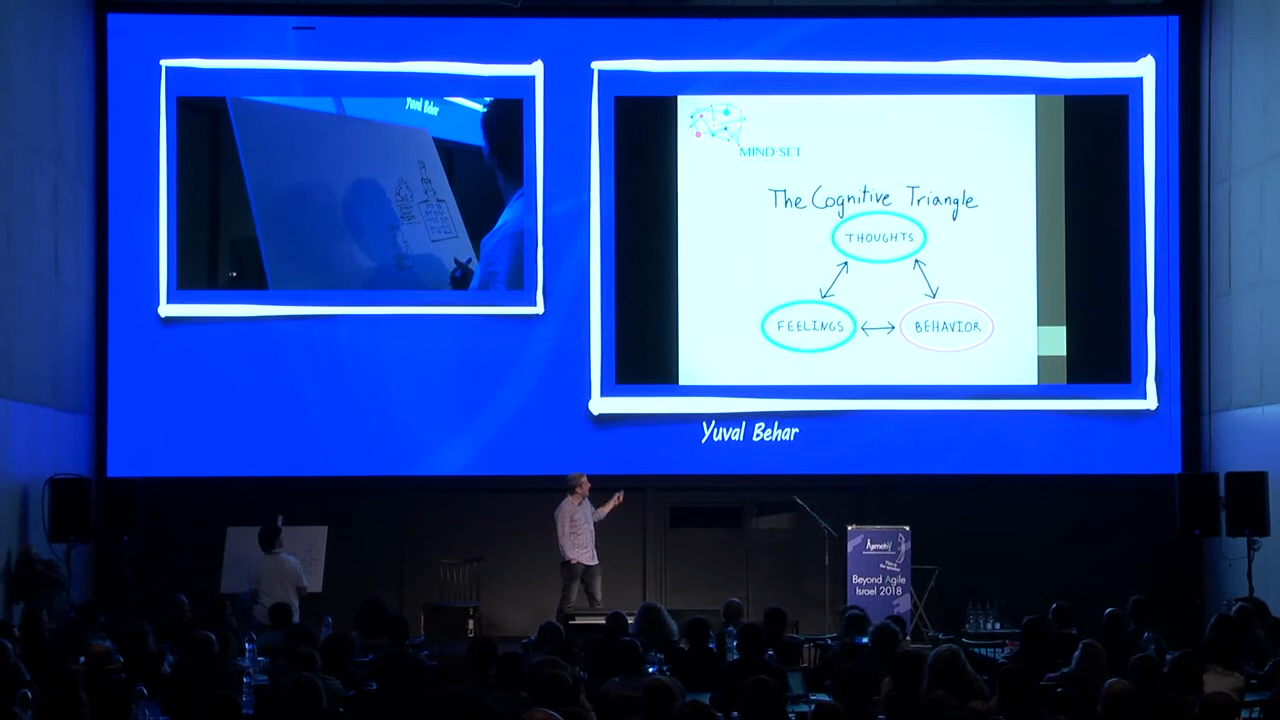 Yuval Behar
MIND·SET
The Cognitive Triangle
THOUGHTS
FEELINGS
BEHAVIOR
Yuval Behar
Beyond Agile
Israel 2018